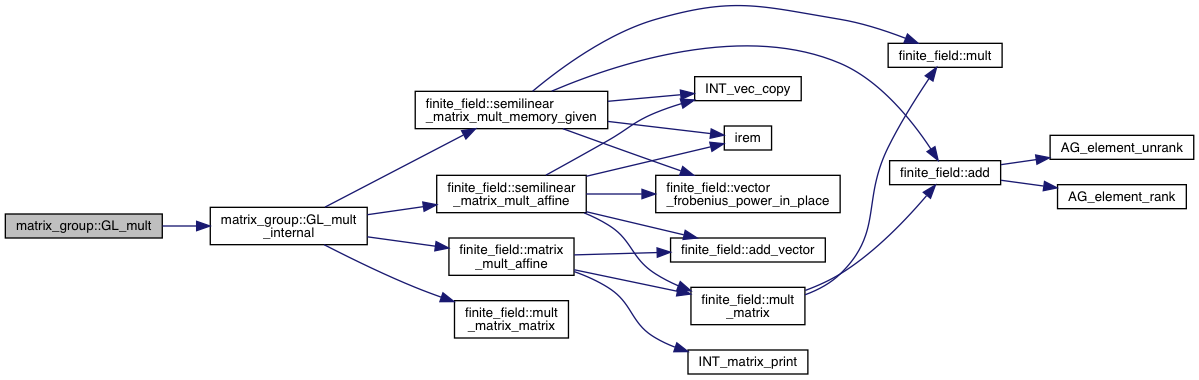 matrix_group::GL_mult
matrix_group::GL_mult
_internal
finite_field::semilinear
_matrix_mult_memory_given
finite_field::semilinear
_matrix_mult_affine
finite_field::matrix
_mult_affine
finite_field::mult
_matrix_matrix
INT_vec_copy
irem
finite_field::vector
_frobenius_power_in_place
finite_field::add_vector
finite_field::mult
_matrix
INT_matrix_print
finite_field::mult
finite_field::add
AG_element_unrank
AG_element_rank